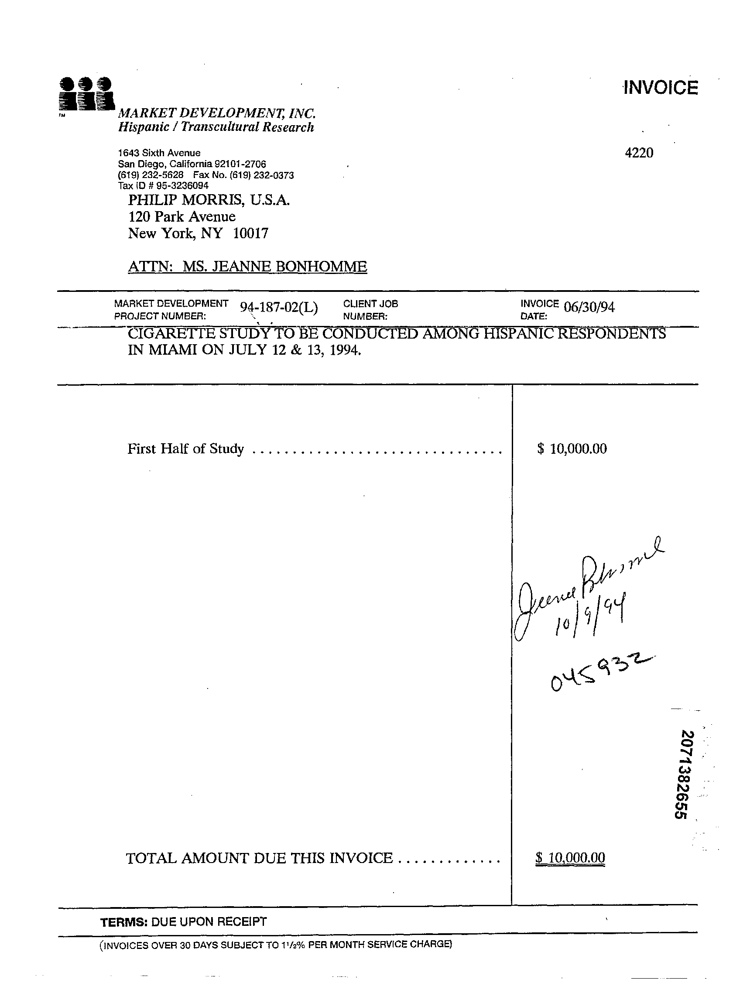 INVOICE
TM
MARKET DEVELOPMENT, INC.
Hispanic / Transcultural Research
1643 Sixth Avenue
4220
San Diego, California 92101-2706
(619) 232-5628 Fax No. (619) 232-0373
Tax ID # 95-3236094
PHILIP MORRIS, U.S.A.
120 Park Avenue
New York, NY 10017
ATTN: MS. JEANNE BONHOMME
MARKET DEVELOPMENT PROJECT NUMBER: 94-187-02(L) CLIENT JOB NUMBER: INVOICE DATE: 06/30/94
CIGARETTE STUDY TO BE CONDUCTED AMONG HISPANIC RESPONDENTS
IN MIAMI ON JULY 12 & 13, 1994.
First Half of Study ............................... $ 10,000.00
10/9/94
045932
2071382655
TOTAL AMOUNT DUE THIS INVOICE ............. $ 10,000.00
TERMS: DUE UPON RECEIPT
(INVOICES OVER 30 DAYS SUBJECT TO 1 1/2% PER MONTH SERVICE CHARGE)